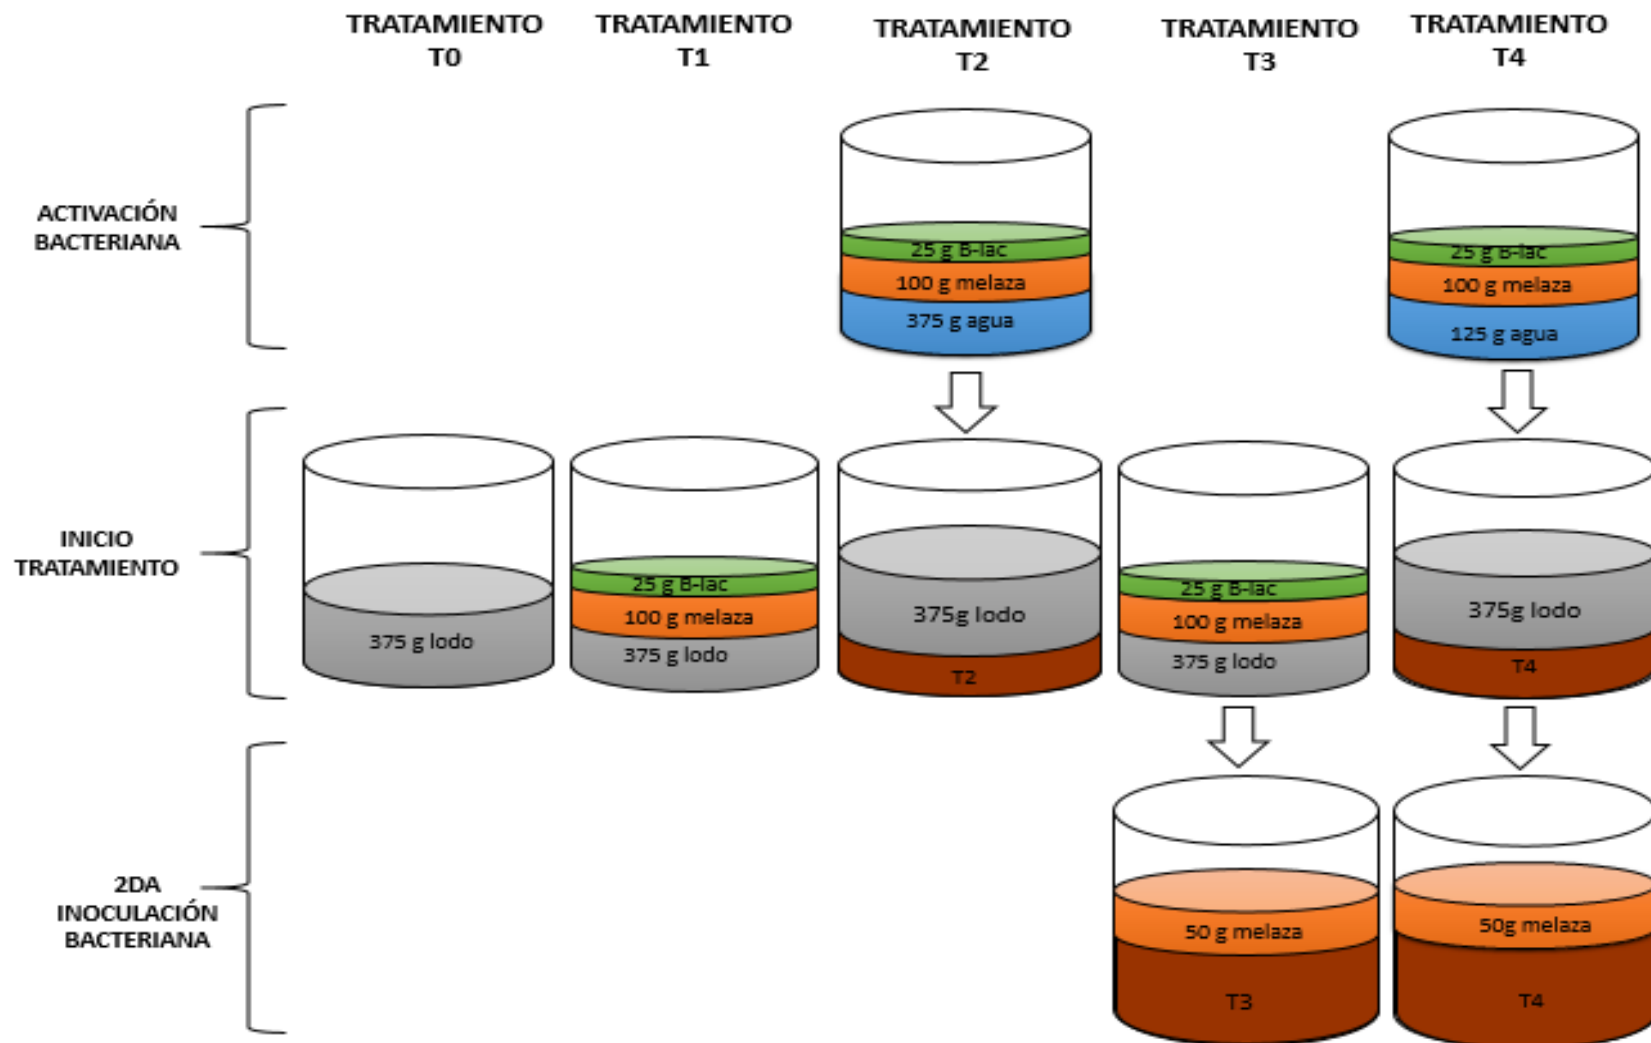 TRATAMIENTO
T0
TRATAMIENTO
T1
TRATAMIENTO
T2
TRATAMIENTO
T3
TRATAMIENTO
T4
ACTIVACIÓN
BACTERIANA
25 g B-lac
100 g melaza
375 g agua
25 g B-lac
100 g melaza
125 g agua
INICIO
TRATAMIENTO
375 g lodo
25 g B-lac
100 g melaza
375 g lodo
375g lodo
T2
25 g B-lac
100 g melaza
375 g lodo
375g lodo
T4
2DA
INOCULACIÓN
BACTERIANA
50 g melaza
T3
50g melaza
T4